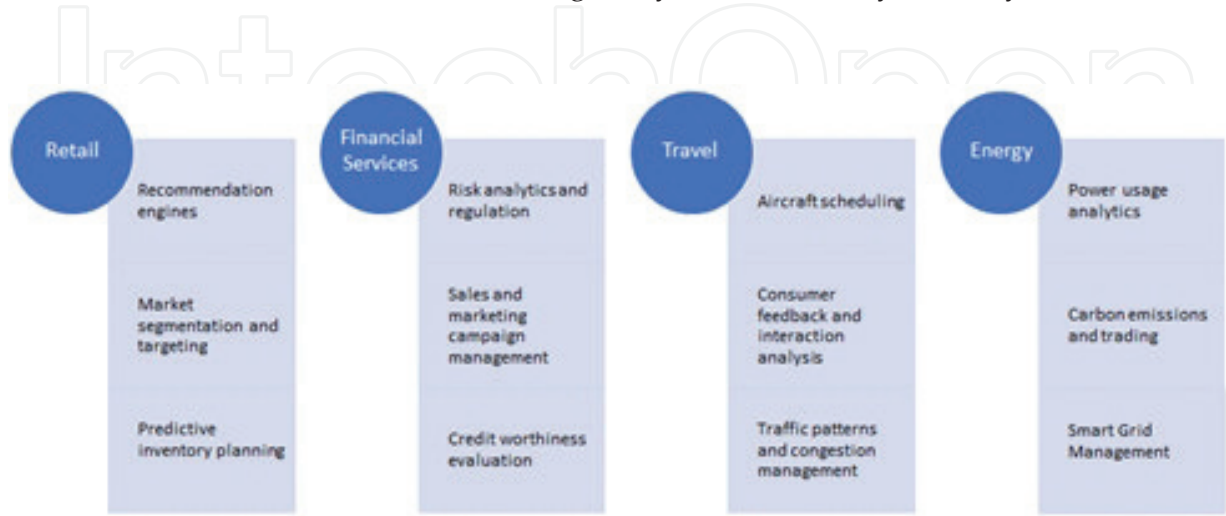 IntechOpen
Retail
Recommendation
engines
Market
segmentation and
targeting
Predictive
inventory planning
Financial
Services
Risk analytics and
regulation
Sales and
marketing
campaign
management
Credit worthiness
evaluation
Travel
Aircraft scheduling
Consumer
feedback and
interaction
analysis
Traffic patterns
and congestion
management
Energy
Power usage
analytics
Carbon emissions
and trading
Smart Grid
Management